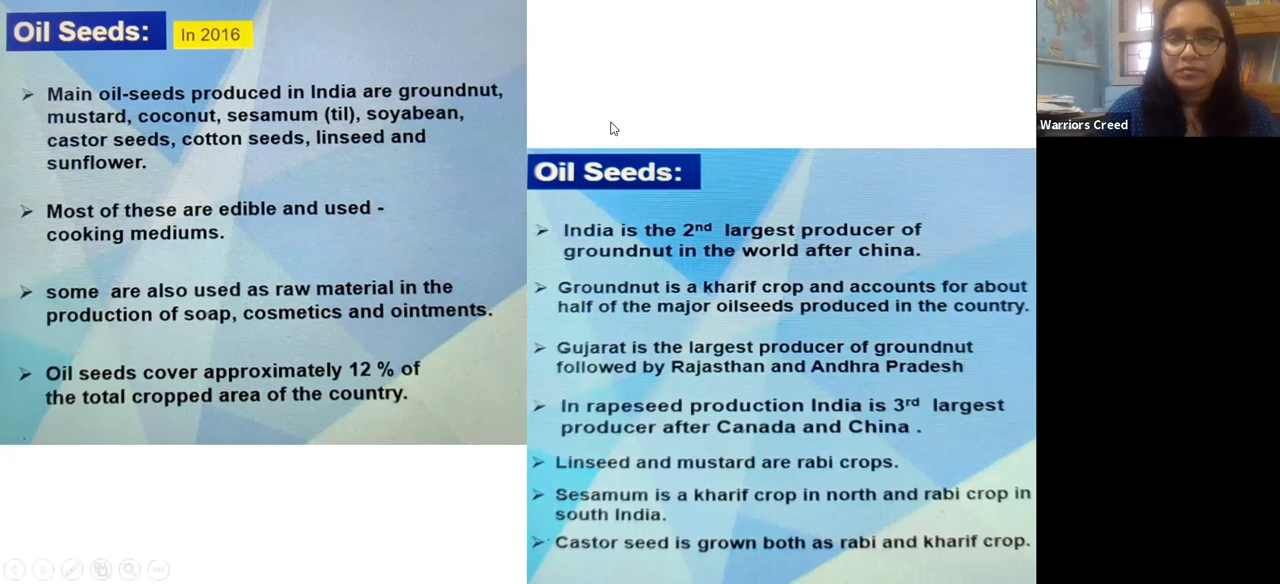 Oil Seeds:
In 2016
Main oil-seeds produced in India are groundnut,
mustard, coconut, sesamum (til), soyabean,
castor seeds, cotton seeds, linseed and
sunflower.
Most of these are edible and used -
cooking mediums.
some are also used as raw material in the
production of soap, cosmetics and ointments.
Oil seeds cover approximately 12 % of
the total cropped area of the country.
Oil Seeds:
India is the 2nd largest producer of
groundnut in the world after china.
Groundnut is a kharif crop and accounts for about
half of the major oilseeds produced in the country.
Gujarat is the largest producer of groundnut
followed by Rajasthan and Andhra Pradesh
In rapeseed production India is 3rd largest
producer after Canada and China .
Linseed and mustard are rabi crops.
Sesamum is a kharif crop in north and rabi crop in
south India.
Castor seed is grown both as rabi and kharif crop.
Warriors Creed